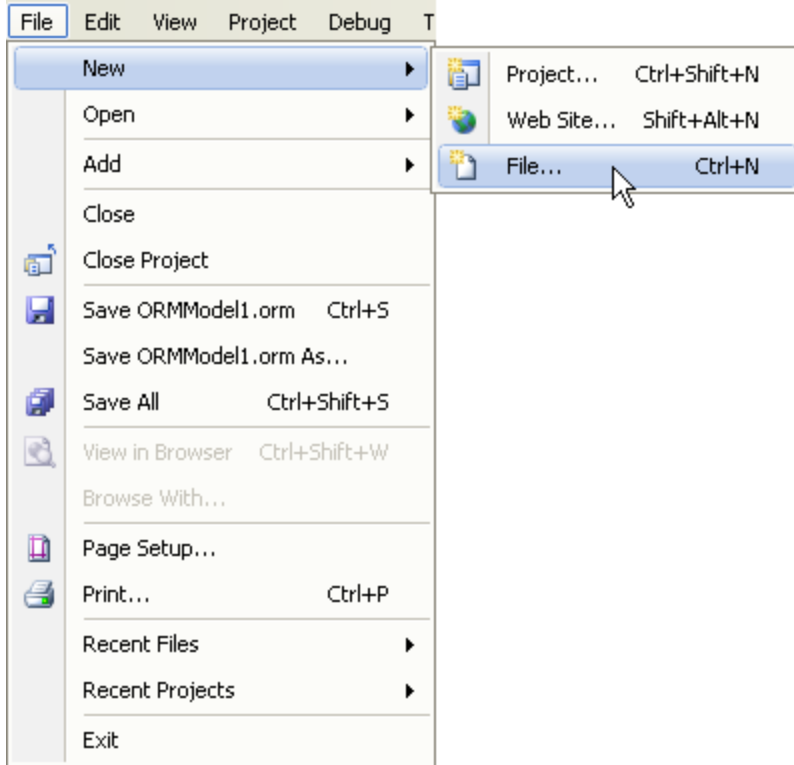 File Edit View Project Debug T
New
Project... Ctrl+Shift+N
Open
Web Site... Shift+Alt+N
Add
File... Ctrl+N
Close
Close Project
Save ORMModel1.orm Ctrl+S
Save ORMModel1.orm As...
Save All Ctrl+Shift+S
View in Browser Ctrl+Shift+W
Browse With...
Page Setup...
Print... Ctrl+P
Recent Files
Recent Projects
Exit